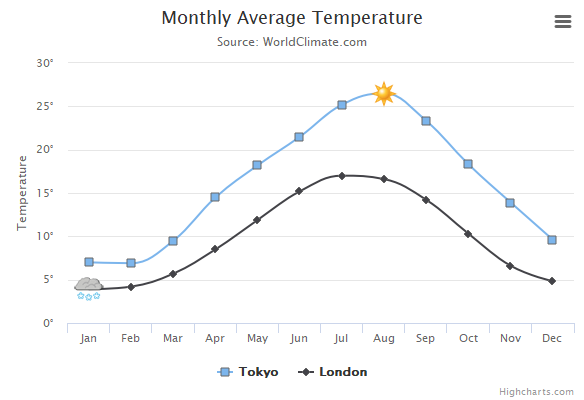 Monthly Average Temperature
Source: WorldClimate.com
Temperature
30°
25°
20°
15°
10°
5°
0°
Jan Feb Mar Apr May Jun Jul Aug Sep Oct Nov Dec
Tokyo London
Highcharts.com